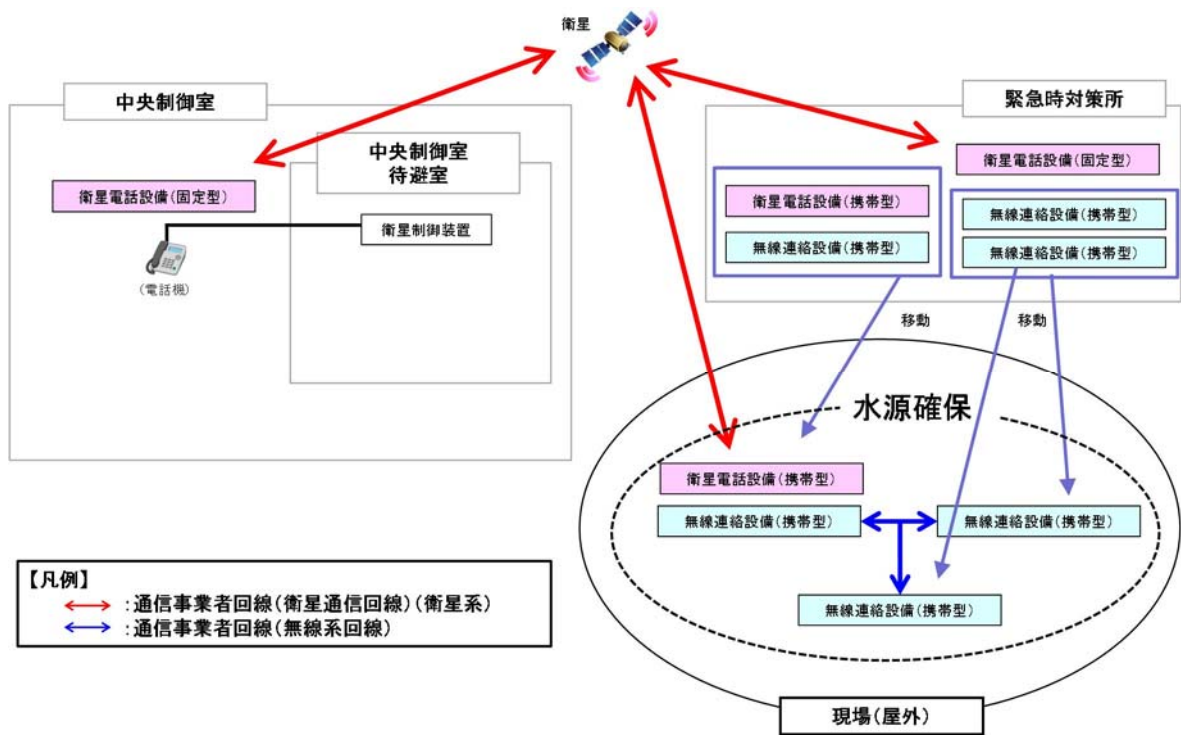 衛星
中央制御室
中央制御室
待避室
衛星電話設備(固定型)
衛星制御装置
(電話機)
緊急時対策所
衛星電話設備(固定型)
衛星電話設備(携帯型)
無線連絡設備(携帯型)
無線連絡設備(携帯型)
無線連絡設備(携帯型)
移動
移動
水源確保
衛星電話設備(携帯型)
無線連絡設備(携帯型)
無線連絡設備(携帯型)
無線連絡設備(携帯型)
現場(屋外)
【凡例】
:通信事業者回線(衛星通信回線)(衛星系)
:通信事業者回線(無線系回線)